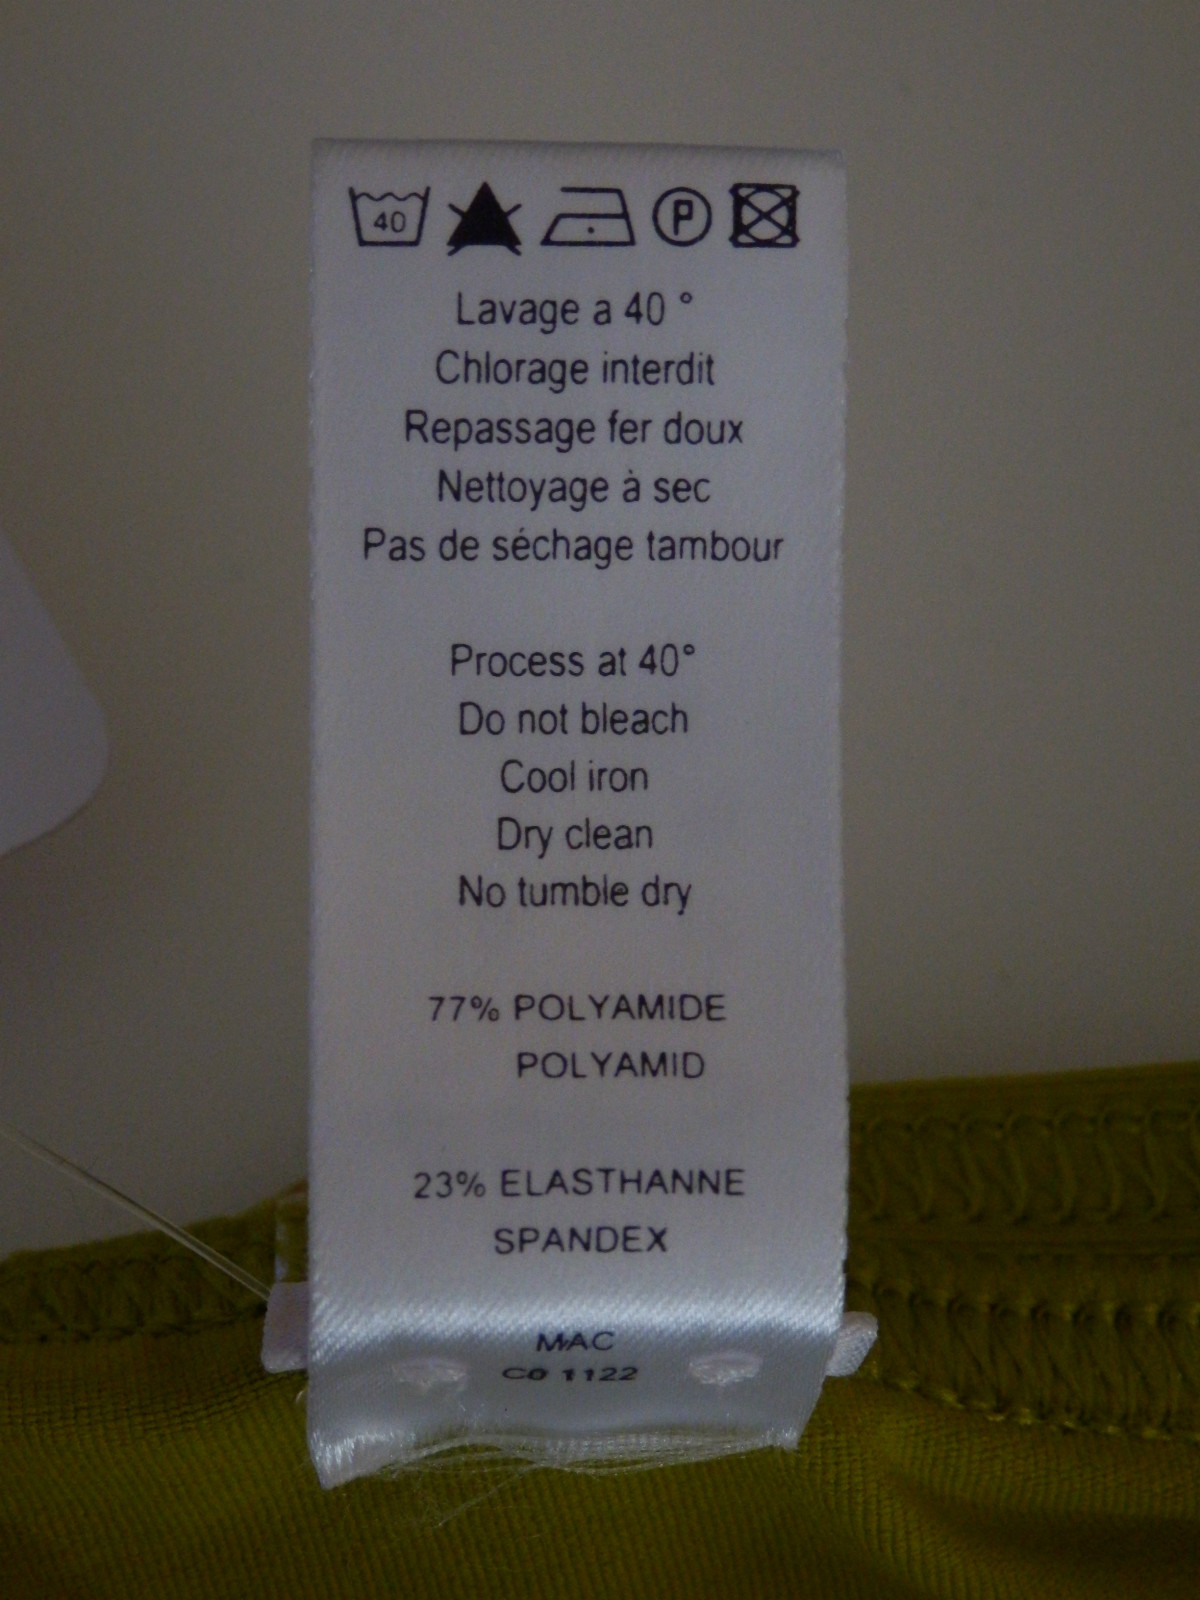 40 P
Lavage a 40 °
Chlorage interdit
Repassage fer doux
Nettoyage à sec
Pas de séchage tambour
Process at 40°
Do not bleach
Cool iron
Dry clean
No tumble dry
77% POLYAMIDE
POLYAMID
23% ELASTHANNE
SPANDEX
MAC
C0 1122